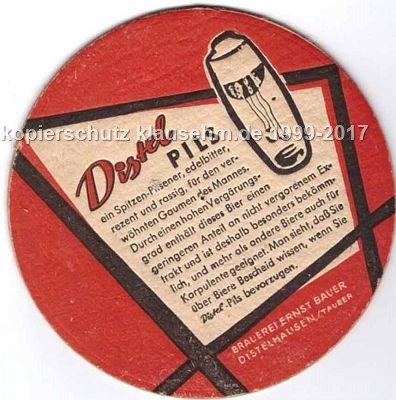 Distel
PILS
kopierschutz klausehm.de 1999-2017
ein Spitzen-Pilsener, edelbitter,
rezent und rassig, für den ver-
wöhnten Gaumen des Mannes.
Durch einen hohen Vergärungs-
grad enthält dieses Bier einen
geringeren Anteil an nicht vergorenem Ex-
trakt und ist deshalb besonders bekömm-
lich, und mehr als andere Biere auch für
Korpulente geeignet. Man sieht, daß Sie
über Biere Bescheid wissen, wenn Sie
Distel-Pils bevorzugen.
BRAUEREI ERNST BAUER
DISTELHAUSEN/TAUBER